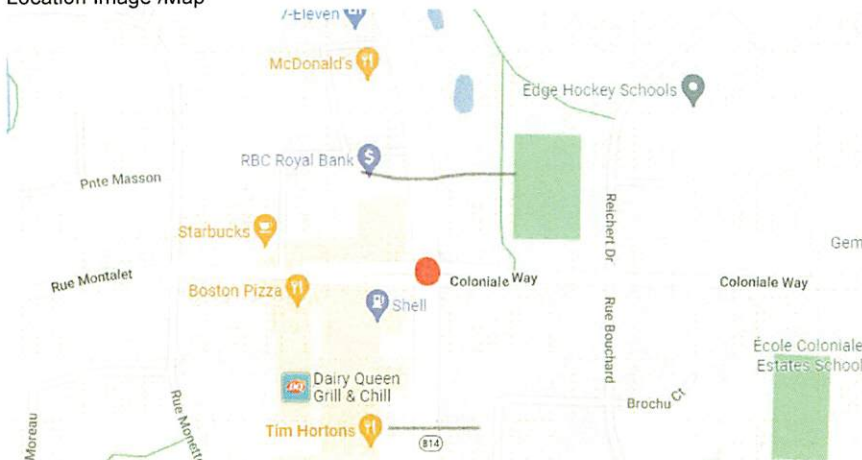 Location Image /Map
7-Eleven
McDonald's
Edge Hockey Schools
RBC Royal Bank
$
Pnte Masson
Starbucks
Reichert Dr
Gem
Rue Montalet
Coloniale Way
Coloniale Way
Boston Pizza
Shell
Rue Bouchard
École Coloniale
Estates School
Dairy Queen
Grill & Chill
DQ
Brochu Ct
Rue Monette
Moreau
Tim Hortons
814